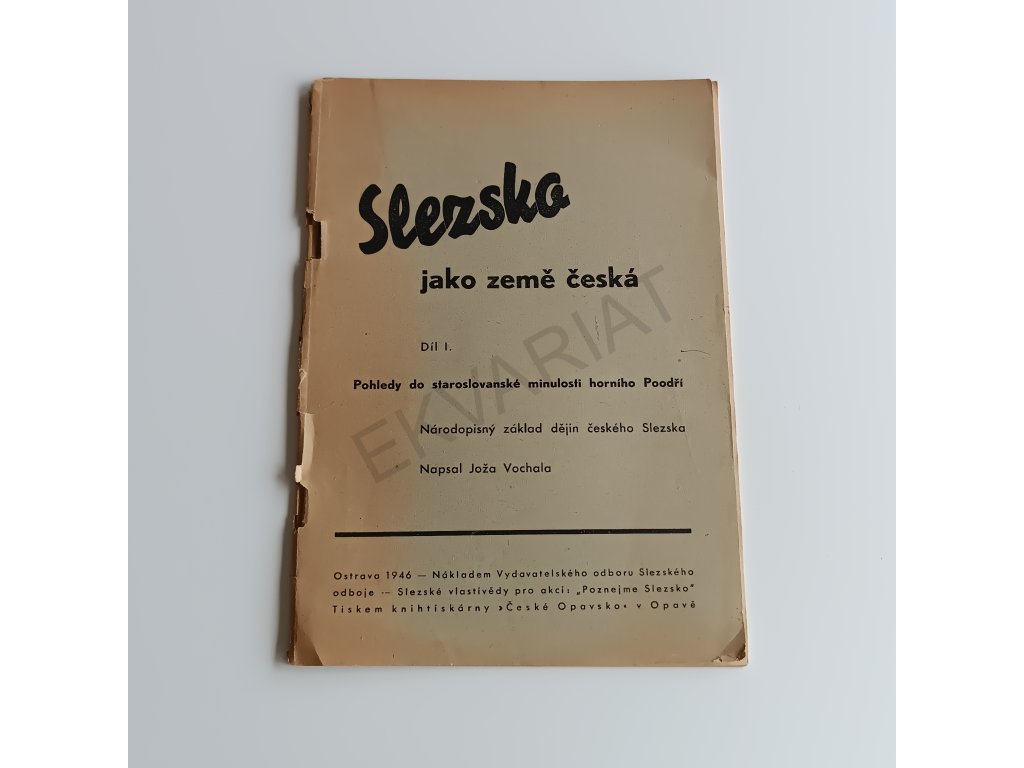 Slezsko
jako země česká
Díl I.
Pohledy do staroslovanské minulosti horního Poodří
Národopisný základ dějin českého Slezska
Napsal Joža Vochala
Ostrava 1946 — Nákladem Vydavatelského odboru Slezského
odboje — Slezské vlastivědy pro akci: „Poznejme Slezsko"
Tiskem knihtiskárny »České Opavsko« v Opavě
EKVARIAT